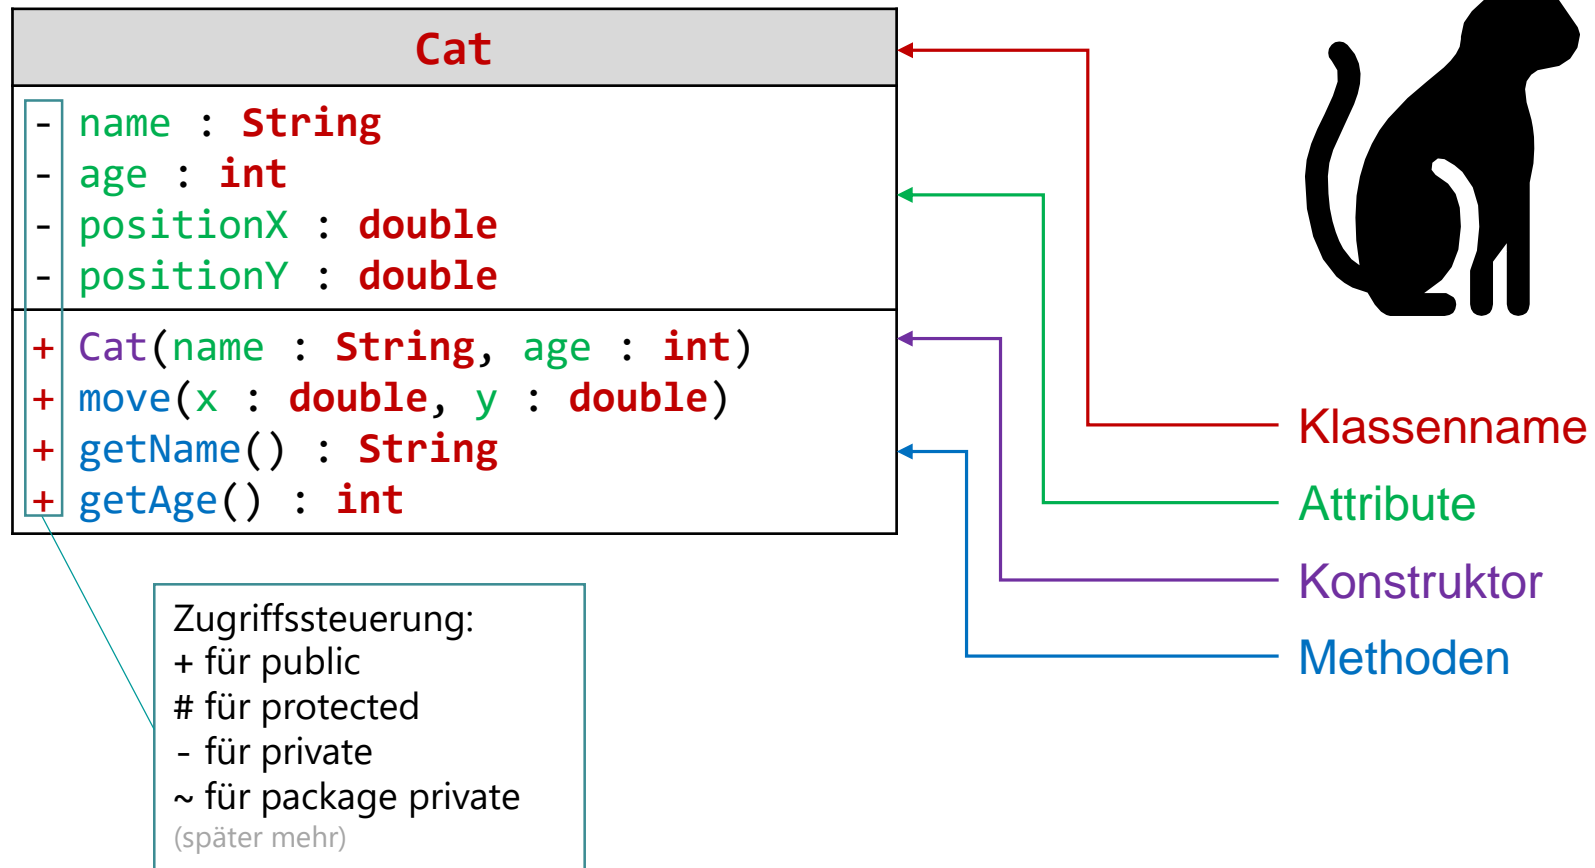 Cat
- name : String
- age : int
- positionX : double
- positionY : double
+ Cat(name : String, age : int)
+ move(x : double, y : double)
+ getName() : String
+ getAge() : int
Klassenname
Attribute
Konstruktor
Methoden
Zugriffssteuerung:
+ für public
# für protected
- für private
~ für package private
(später mehr)